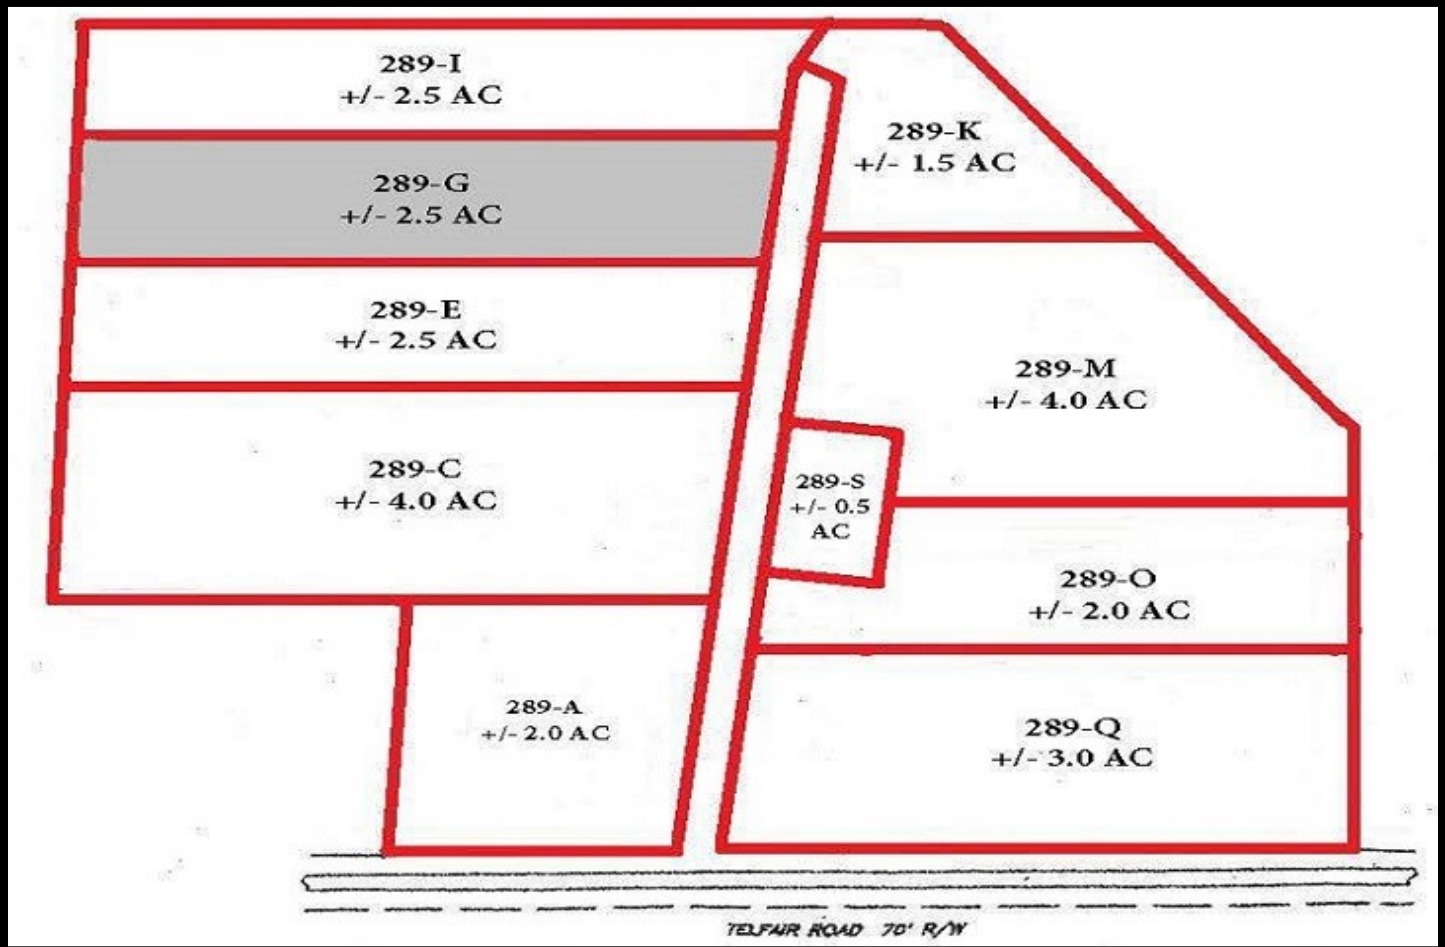 289-I
+/- 2.5 AC
289-G
+/- 2.5 AC
289-E
+/- 2.5 AC
289-C
+/- 4.0 AC
289-A
+/- 2.0 AC
289-K
+/- 1.5 AC
289-M
+/- 4.0 AC
289-S
+/- 0.5
AC
289-O
+/- 2.0 AC
289-Q
+/- 3.0 AC
TELFAIR ROAD 70' R/W